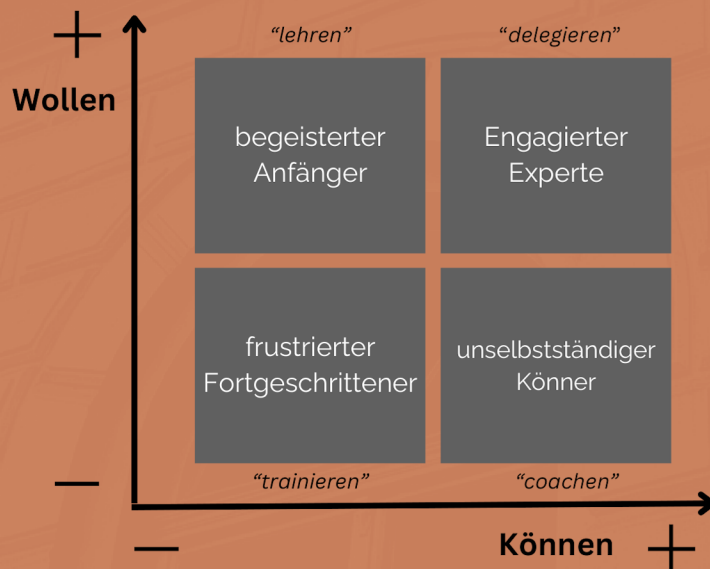 “lehren”
“delegieren”
Wollen
begeisterter
Anfänger
Engagierter
Experte
frustrierter
Fortgeschrittener
unselbstständiger
Könner
“trainieren”
“coachen”
Können